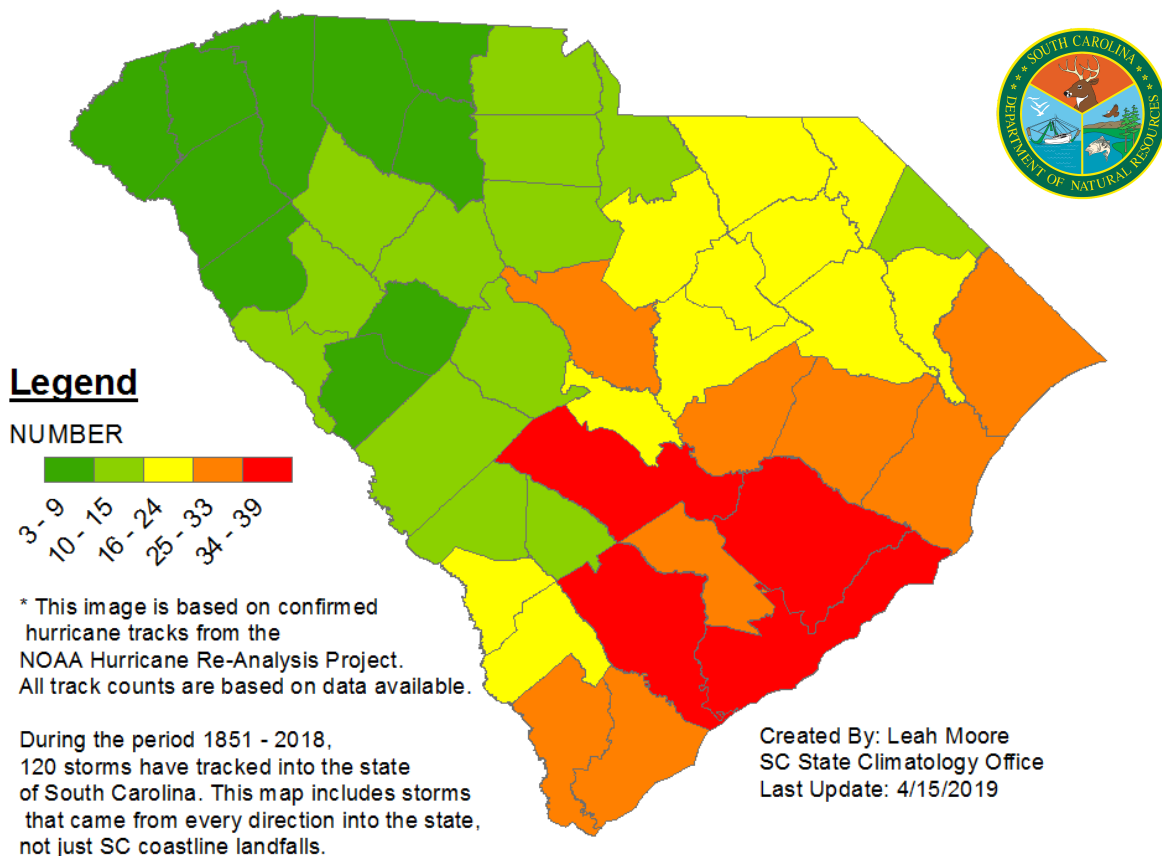 SOUTH CAROLINA
DEPARTMENT OF NATURAL RESOURCES
Legend
NUMBER
3 - 9
10 - 15
16 - 24
25 - 33
34 - 39
* This image is based on confirmed
hurricane tracks from the
NOAA Hurricane Re-Analysis Project.
All track counts are based on data available.
During the period 1851 - 2018,
120 storms have tracked into the state
of South Carolina. This map includes storms
that came from every direction into the state,
not just SC coastline landfalls.
Created By: Leah Moore
SC State Climatology Office
Last Update: 4/15/2019